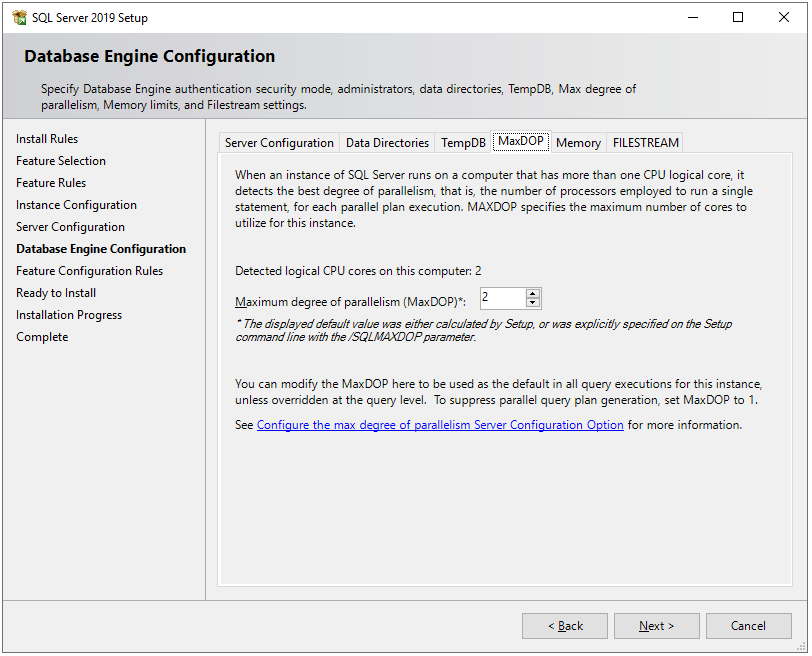 SQL Server 2019 Setup
Database Engine Configuration
Specify Database Engine authentication security mode, administrators, data directories, TempDB, Max degree of
parallelism, Memory limits, and Filestream settings.
Install Rules
Feature Selection
Feature Rules
Instance Configuration
Server Configuration
Database Engine Configuration
Feature Configuration Rules
Ready to Install
Installation Progress
Complete
Server Configuration Data Directories TempDB MaxDOP Memory FILESTREAM
When an instance of SQL Server runs on a computer that has more than one CPU logical core, it
detects the best degree of parallelism, that is, the number of processors employed to run a single
statement, for each parallel plan execution. MAXDOP specifies the maximum number of cores to
utilize for this instance.
Detected logical CPU cores on this computer: 2
Maximum degree of parallelism (MaxDOP)*: 2
* The displayed default value was either calculated by Setup, or was explicitly specified on the Setup
command line with the /SQLMAXDOP parameter.
You can modify the MaxDOP here to be used as the default in all query executions for this instance,
unless overridden at the query level. To suppress parallel query plan generation, set MaxDOP to 1.
See Configure the max degree of parallelism Server Configuration Option for more information.
< Back Next > Cancel